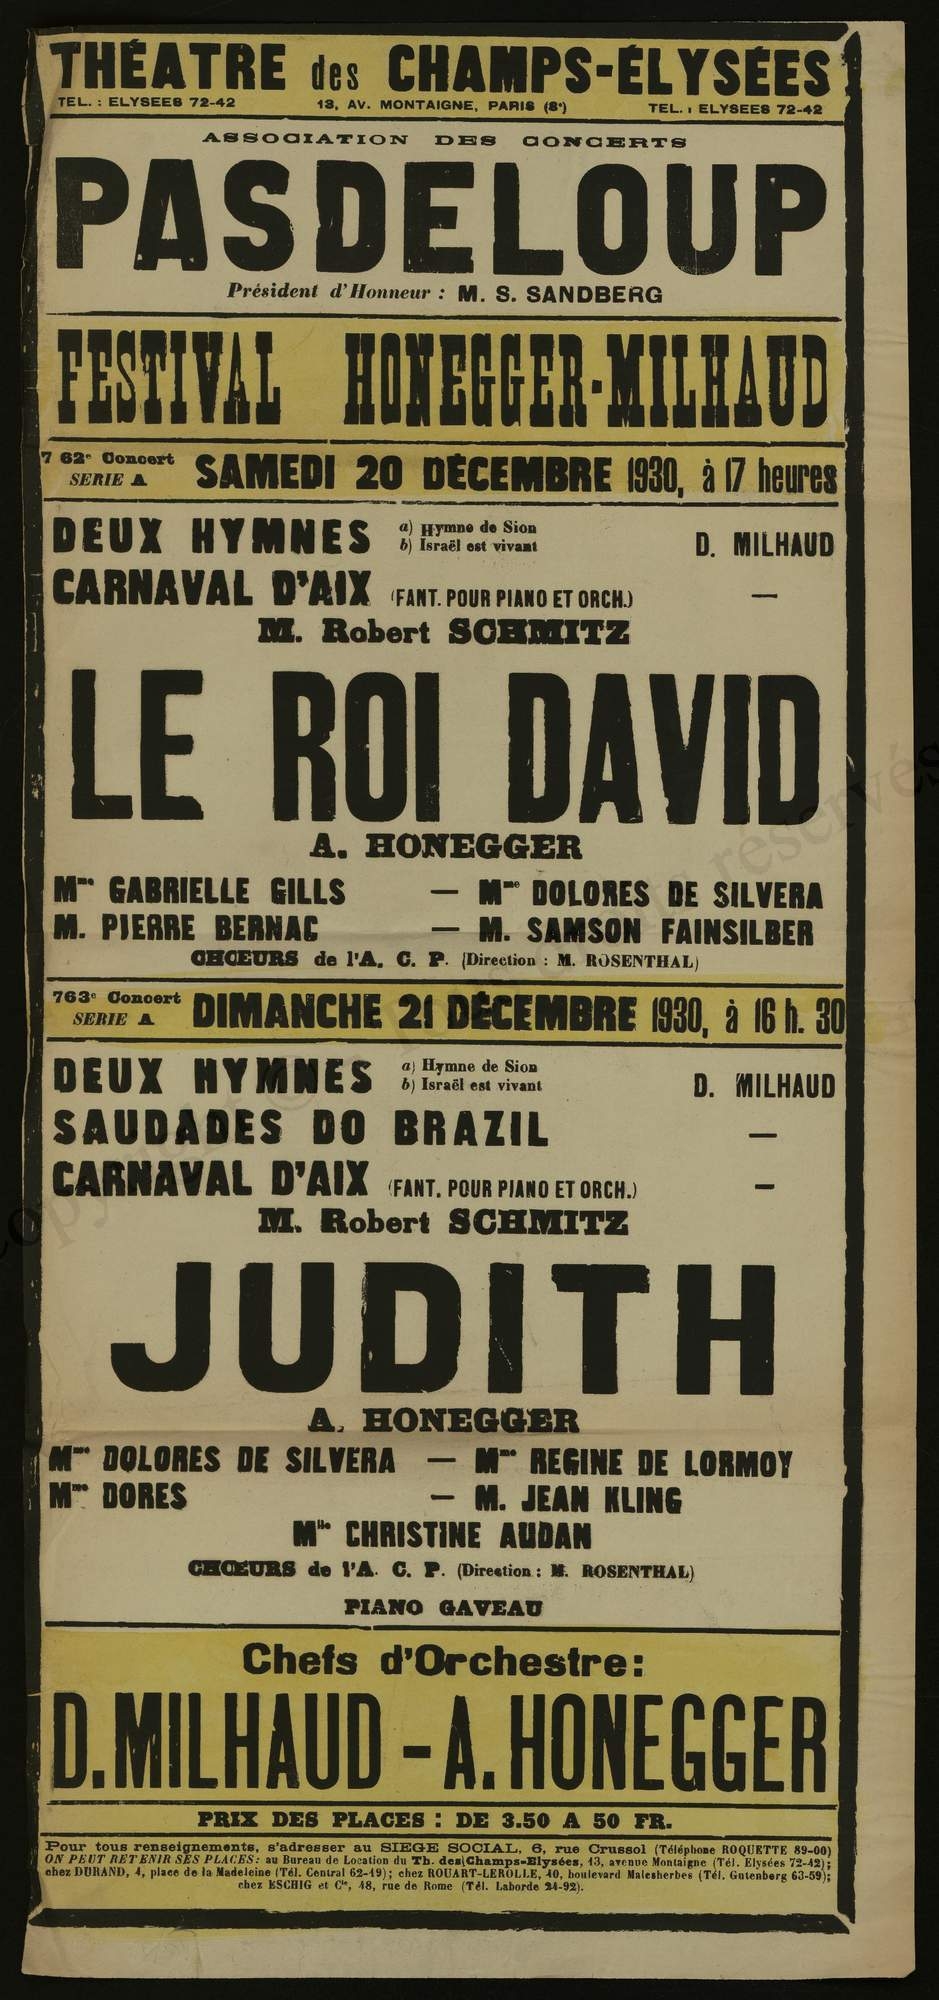 THÉATRE des CHAMPS-ÉLYSÉES
TEL. : ELYSEES 72-42 13, AV. MONTAIGNE, PARIS (8e) TEL. : ELYSEES 72-42
ASSOCIATION DES CONCERTS
PASDELOUP
Président d'Honneur : M. S. SANDBERG
FESTIVAL HONEGGER-MILHAUD
762e Concert
SERIE A
SAMEDI 20 DÉCEMBRE 1930, à 17 heures
DEUX HYMNES a) Hymne de Sion
b) Israël est vivant
D. MILHAUD
CARNAVAL D'AIX (FANT. POUR PIANO ET ORCH.) —
M. Robert SCHMITZ
LE ROI DAVID
A. HONEGGER
Mme GABRIELLE GILLS — Mme DOLORES DE SILVERA
M. PIERRE BERNAC — M. SAMSON FAINSILBER
CHŒURS de l'A. C. P. (Direction : M. ROSENTHAL)
763e Concert
SERIE A
DIMANCHE 21 DÉCEMBRE 1930, à 16 h. 30
DEUX HYMNES a) Hymne de Sion
b) Israël est vivant
D. MILHAUD
SAUDADES DO BRAZIL —
CARNAVAL D'AIX (FANT. POUR PIANO ET ORCH.) —
M. Robert SCHMITZ
JUDITH
A. HONEGGER
Mme DOLORES DE SILVERA — Mme REGINE DE LORMOY
Mme DORES — M. JEAN KLING
Mlle CHRISTINE AUDAN
CHŒURS de l'A. C. P. (Direction : M. ROSENTHAL)
PIANO GAVEAU
Chefs d'Orchestre :
D. MILHAUD - A. HONEGGER
PRIX DES PLACES : DE 3.50 A 50 FR.
Pour tous renseignements, s'adresser au SIEGE SOCIAL, 6, rue Crussol (Téléphone ROQUETTE 89-00)
ON PEUT RETENIR SES PLACES : au Bureau de Location du Th. des Champs-Elysées, 13, avenue Montaigne (Tél. Elysées 72-42) ;
chez DURAND, 4, place de la Madeleine (Tél. Central 62-19) ; chez ROUART-LEROLLE, 40, boulevard Malesherbes (Tél. Gutenberg 63-59) ;
chez ESCHIG et Cie, 48, rue de Rome (Tél. Laborde 24-92).
Copyright © - Tous droits réservés